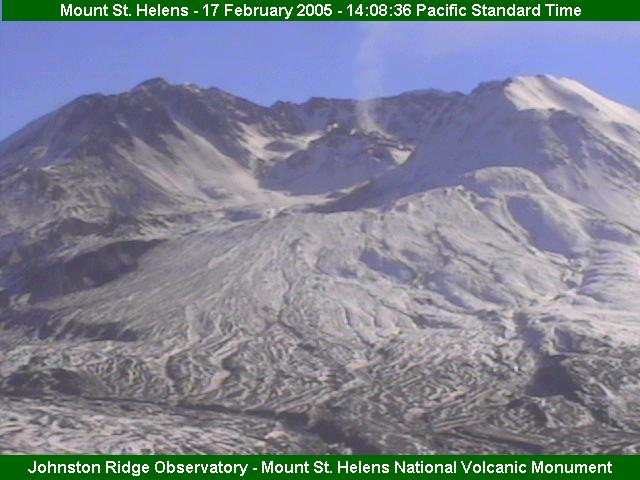 Mount St. Helens - 17 February 2005 - 14:08:36 Pacific Standard Time
Johnston Ridge Observatory - Mount St. Helens National Volcanic Monument